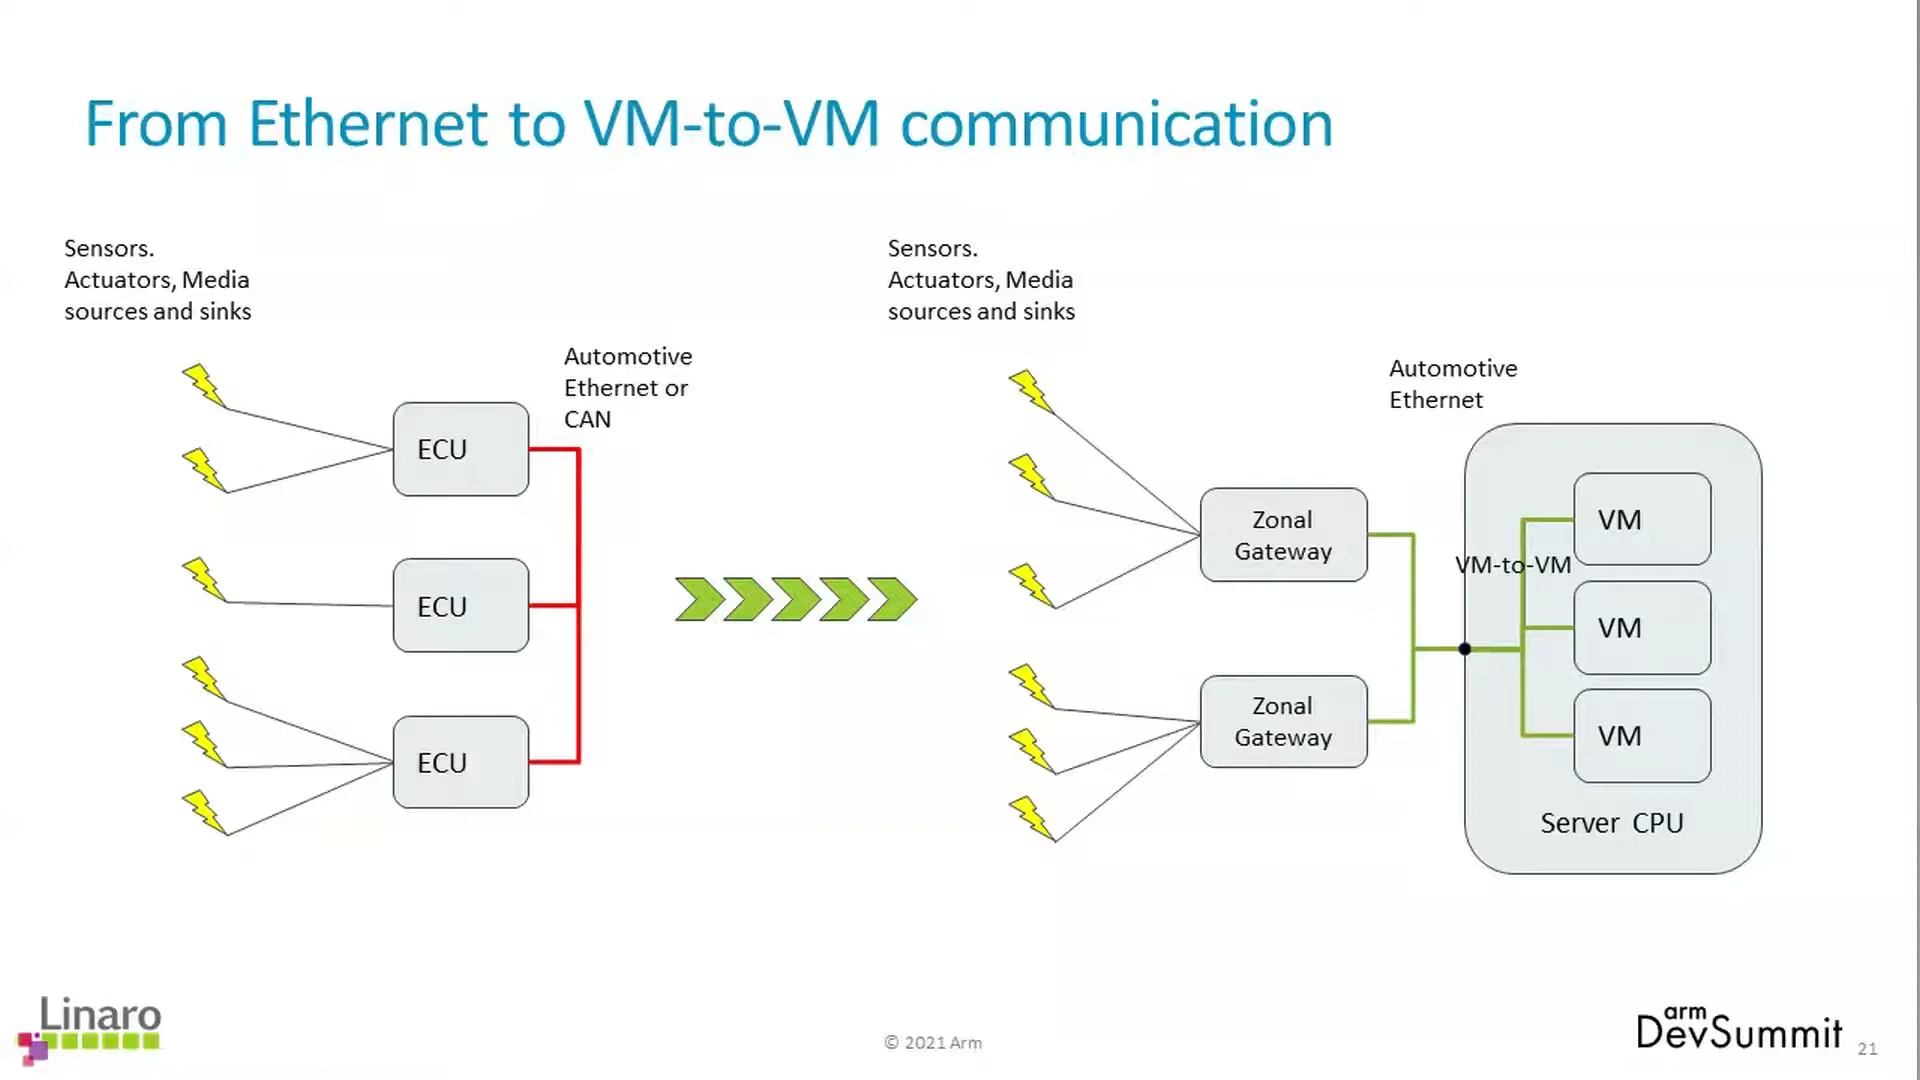 From Ethernet to VM-to-VM communication
Sensors.
Actuators, Media
sources and sinks
Automotive
Ethernet or
CAN
ECU
ECU
ECU
Sensors.
Actuators, Media
sources and sinks
Automotive
Ethernet
Zonal
Gateway
Zonal
Gateway
VM-to-VM
VM
VM
VM
Server CPU
Linaro
© 2021 Arm
arm
DevSummit
21